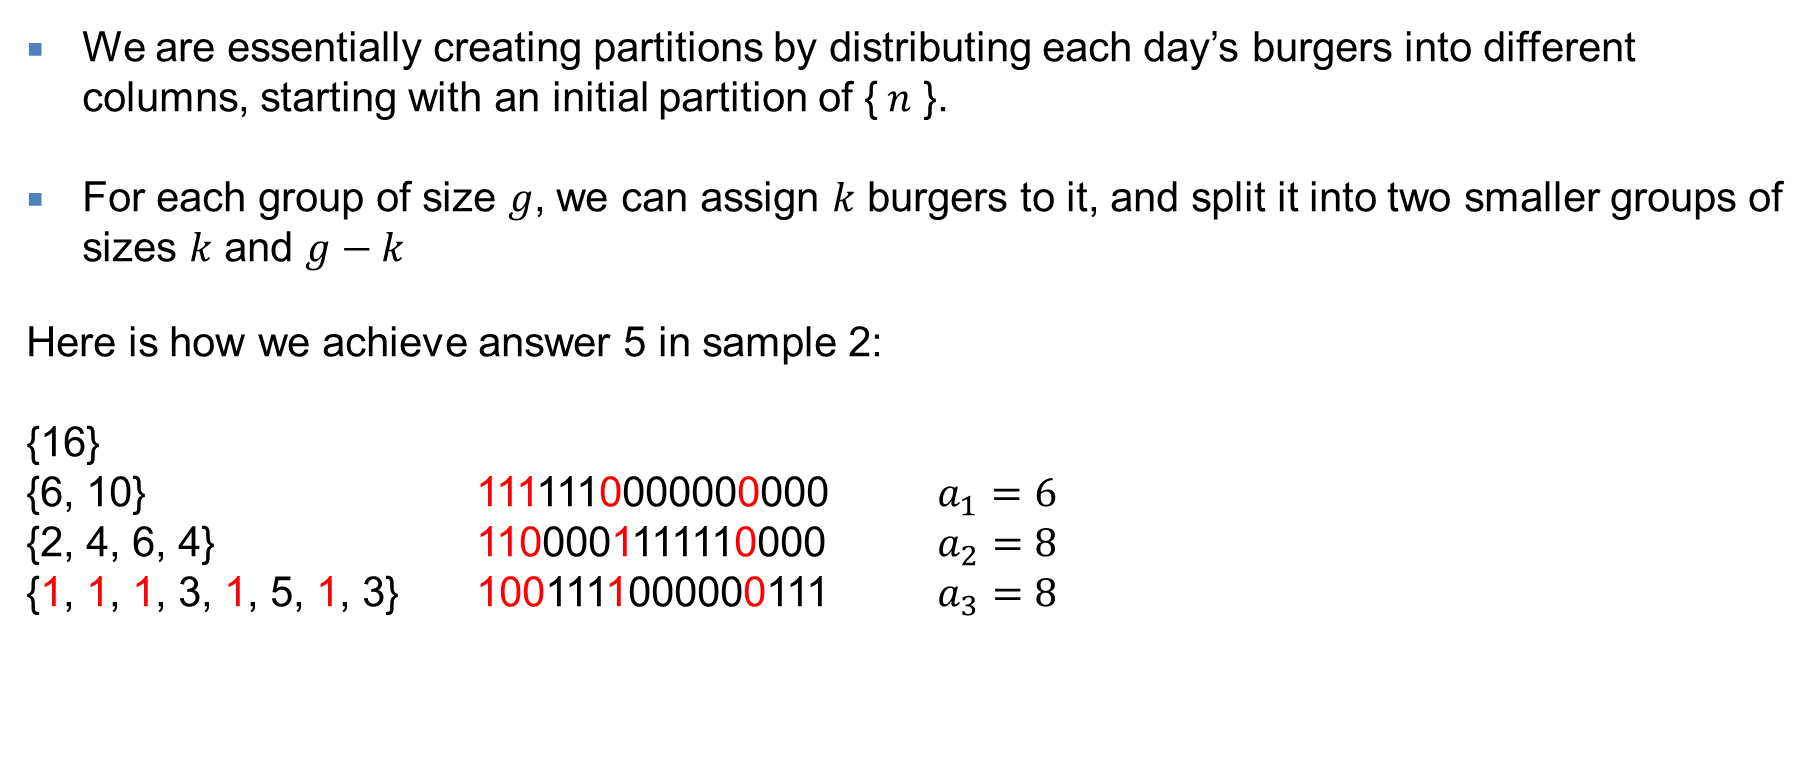 We are essentially creating partitions by distributing each day's burgers into different
columns, starting with an initial partition of { n }.
For each group of size g, we can assign k burgers to it, and split it into two smaller groups of
sizes k and g − k
Here is how we achieve answer 5 in sample 2:
{16}
{6, 10} 1111110000000000 a₁ = 6
{2, 4, 6, 4} 1100001111110000 a₂ = 8
{1, 1, 1, 3, 1, 5, 1, 3} 1001111000000111 a₃ = 8